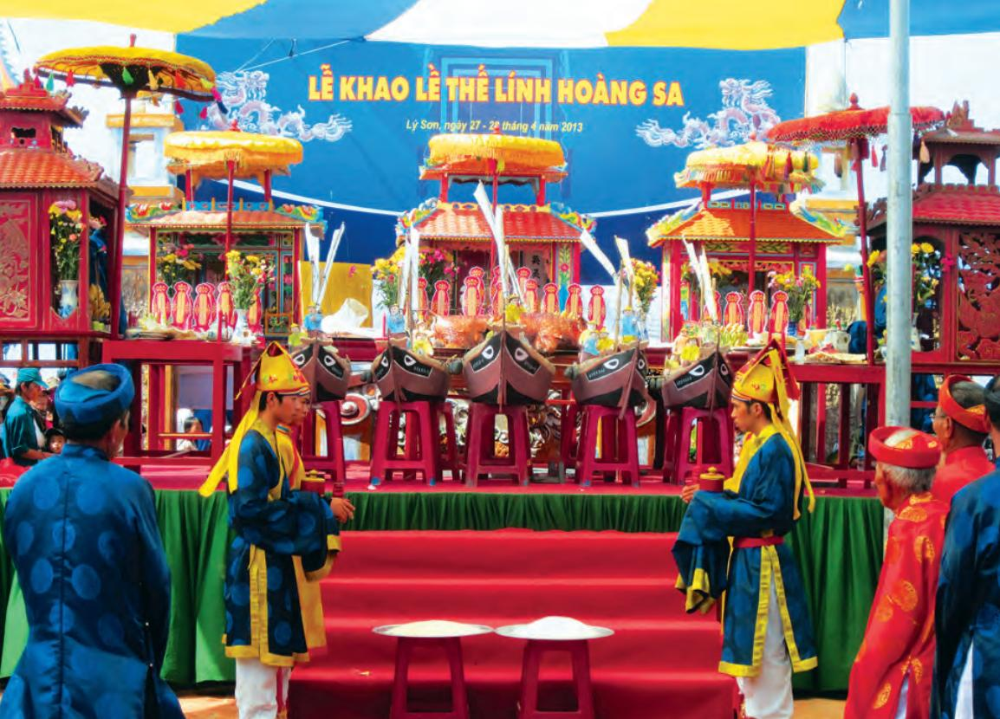 LỄ KHAO LỀ THẾ LÍNH HOÀNG SA
Lý Sơn, ngày 27 - 28 tháng 4 năm 2013